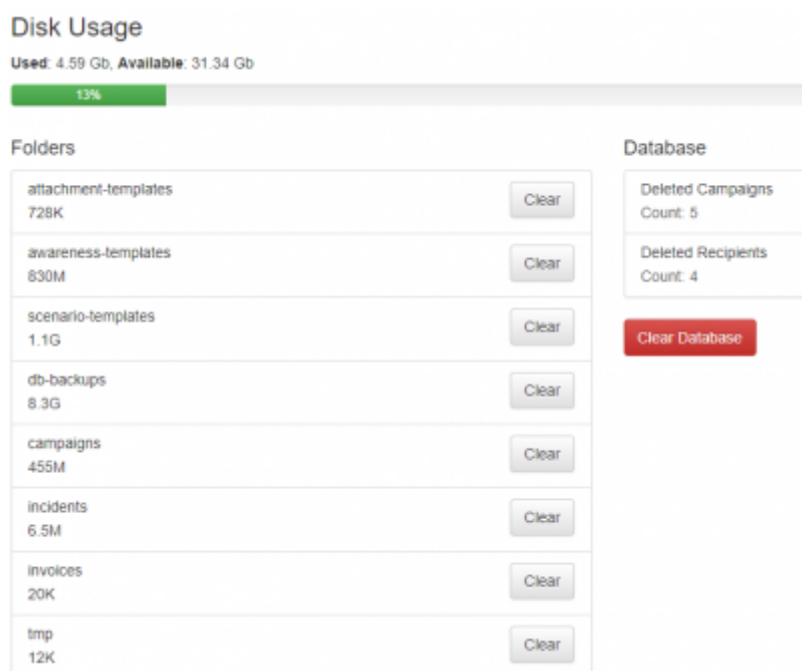 Disk Usage
Used: 4.59 Gb, Available: 31.34 Gb
13%
Folders
attachment-templates
728K
Clear
awareness-templates
830M
Clear
scenario-templates
1.1G
Clear
db-backups
8.3G
Clear
campaigns
455M
Clear
incidents
6.5M
Clear
invoices
20K
Clear
tmp
12K
Clear
Database
Deleted Campaigns
Count: 5
Deleted Recipients
Count: 4
Clear Database